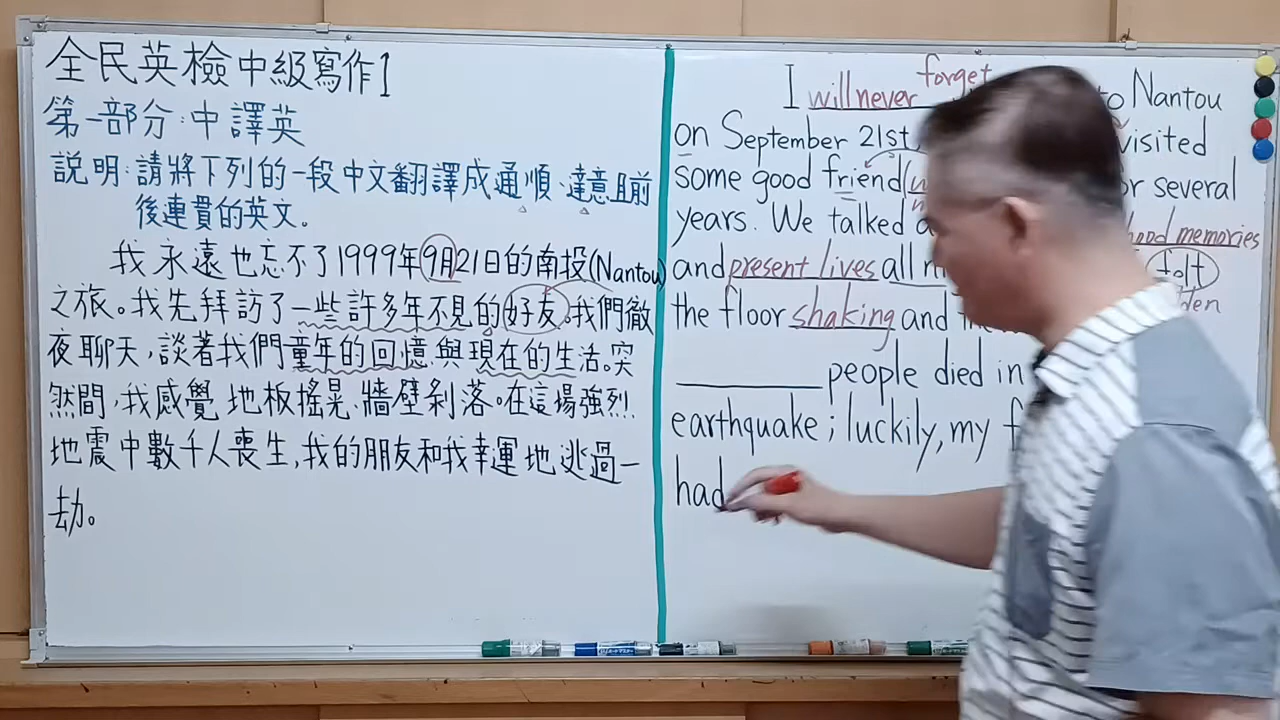 全民英檢中級寫作1
第一部分:中譯英
說明:請將下列的一段中文翻譯成通順、達意且前
後連貫的英文。
我永遠也忘不了1999年9月21日的南投(Nantou)
之旅。我先拜訪了一些許多年不見的好友。我們徹
夜聊天,談著我們童年的回憶與現在的生活。突
然間,我感覺地板搖晃、牆壁剝落。在這場強烈
地震中數千人喪生,我的朋友和我幸運地逃過一
劫。
I will never forget to Nantou
on September 21st, visited
some good friend or several
years. We talked hood memories
and present lives all felt
the floor shaking and
people died in
earthquake; luckily, my
had